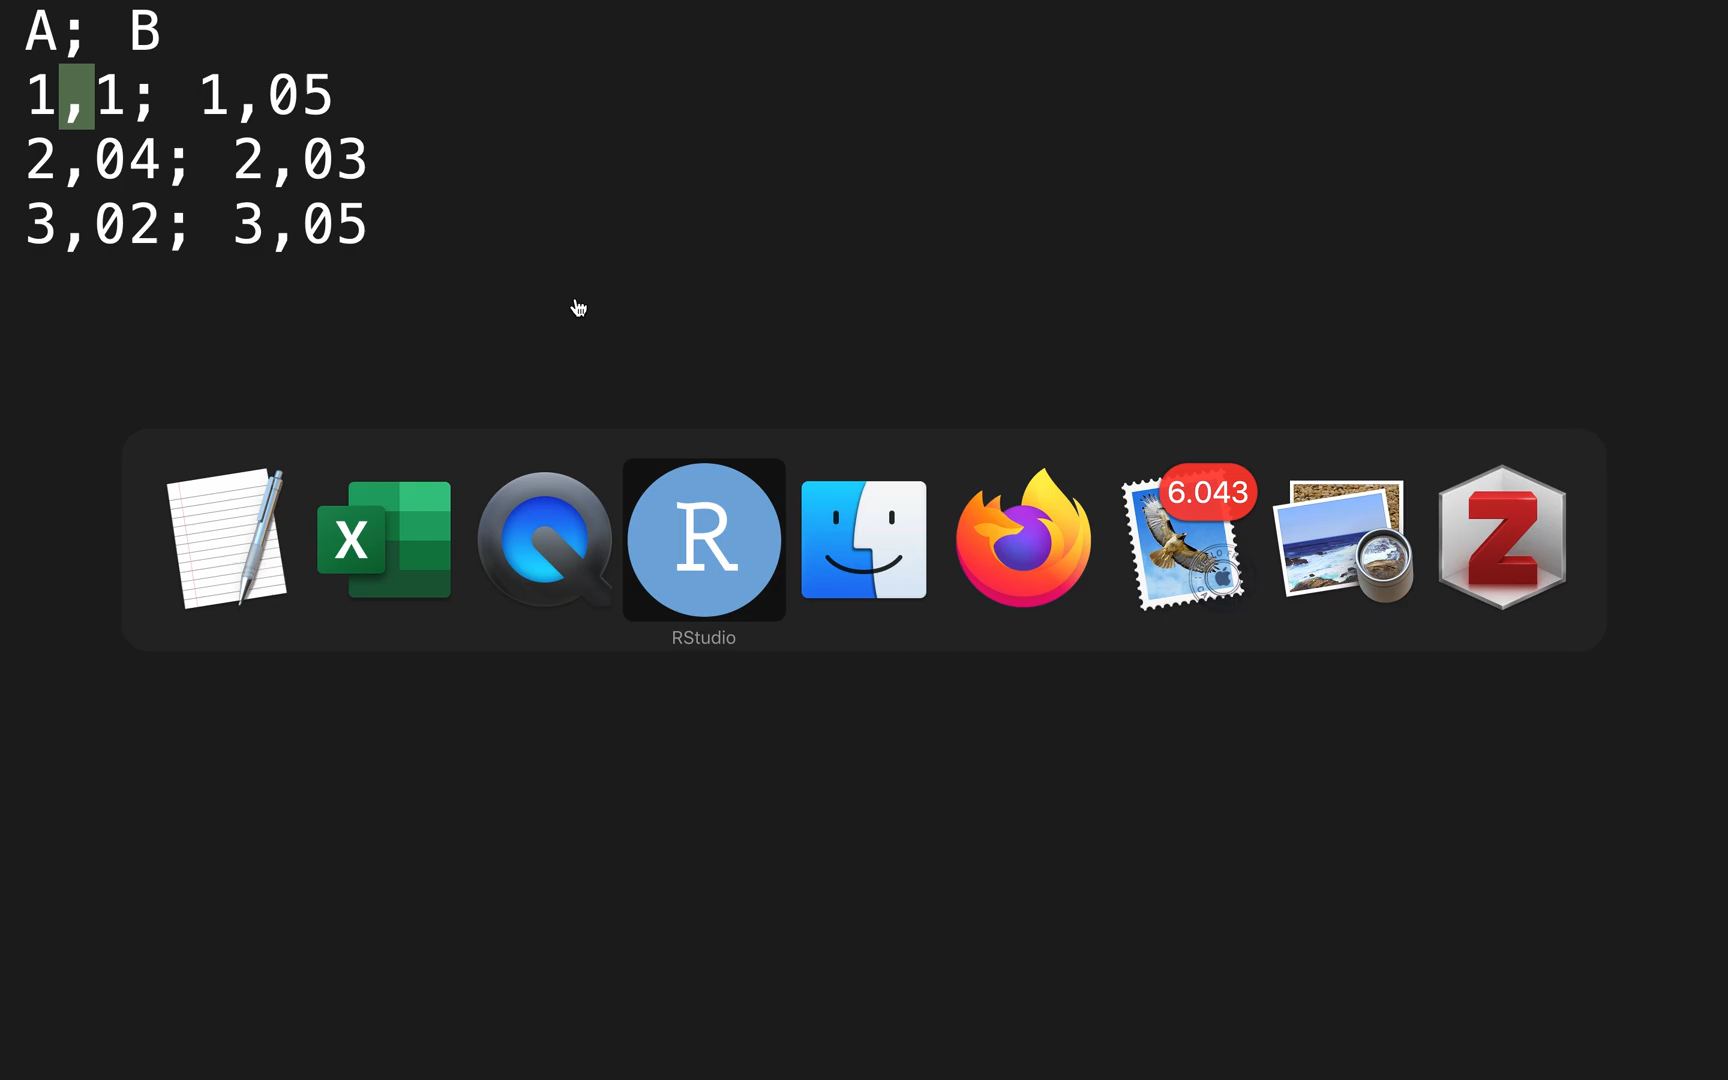 A; B
1,1; 1,05
2,04; 2,03
3,02; 3,05
X
R
6.043
Z
RStudio